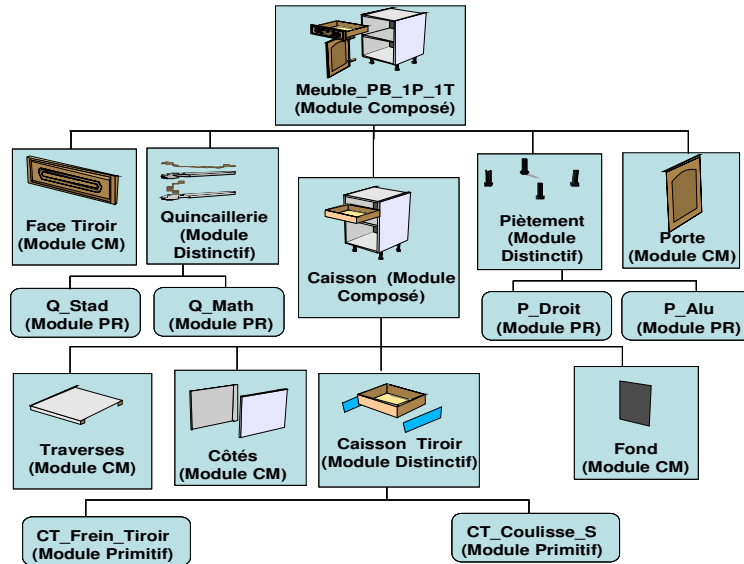 Meuble_PB_1P_1T
(Module Composé)
Face Tiroir
(Module CM)
Quincaillerie
(Module
Distinctif)
Caisson (Module
Composé)
Piètement
(Module
Distinctif)
Porte
(Module CM)
Q_Stad
(Module PR)
Q_Math
(Module PR)
P_Droit
(Module PR)
P_Alu
(Module PR)
Traverses
(Module CM)
Côtés
(Module CM)
Caisson Tiroir
(Module Distinctif)
Fond
(Module CM)
CT_Frein_Tiroir
(Module Primitif)
CT_Coulisse_S
(Module Primitif)